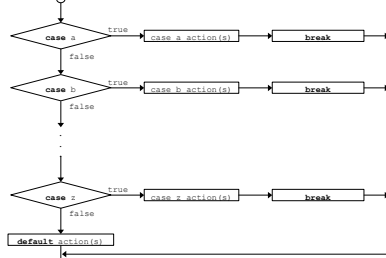 case a
true
case a action(s)
break
false
case b
true
case b action(s)
break
false
.
.
.
case z
true
case z action(s)
break
false
default action(s)